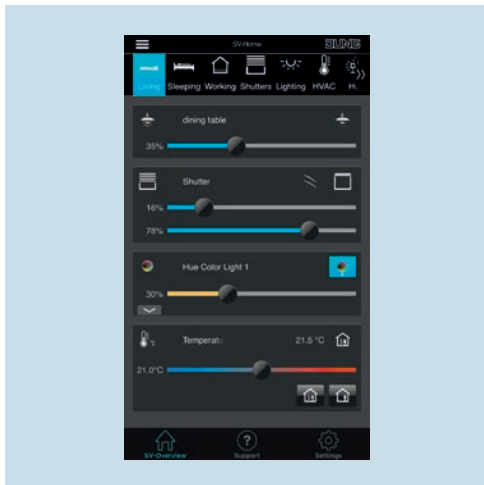 SV-Home JUNG
Living Sleeping Working Shutters Lighting HVAC H..
dining table
35%
Shutter
16%
78%
Hue Color Light 1
30%
°C Temperatu 21.5 °C
21.0°C
SV-Overview Support Settings